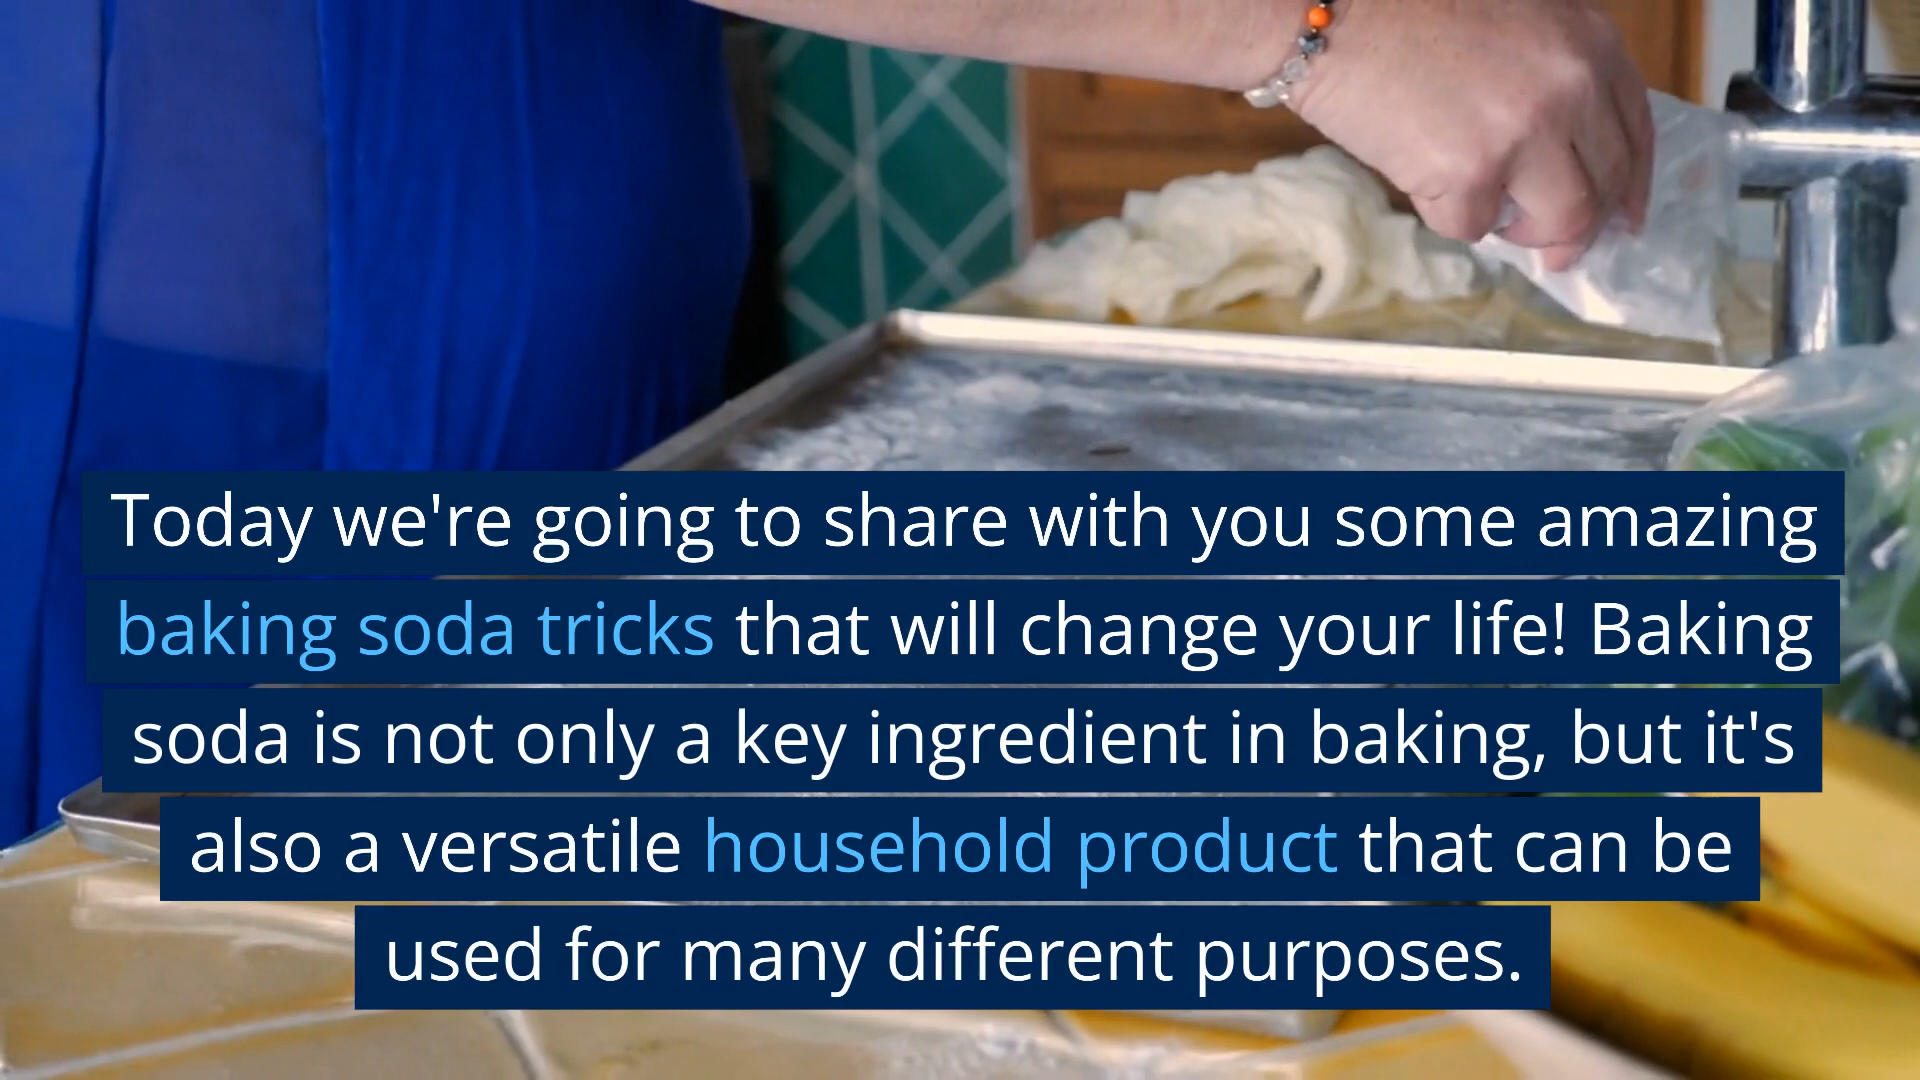 Today we're going to share with you some amazing
baking soda tricks that will change your life! Baking
soda is not only a key ingredient in baking, but it's
also a versatile household product that can be
used for many different purposes.